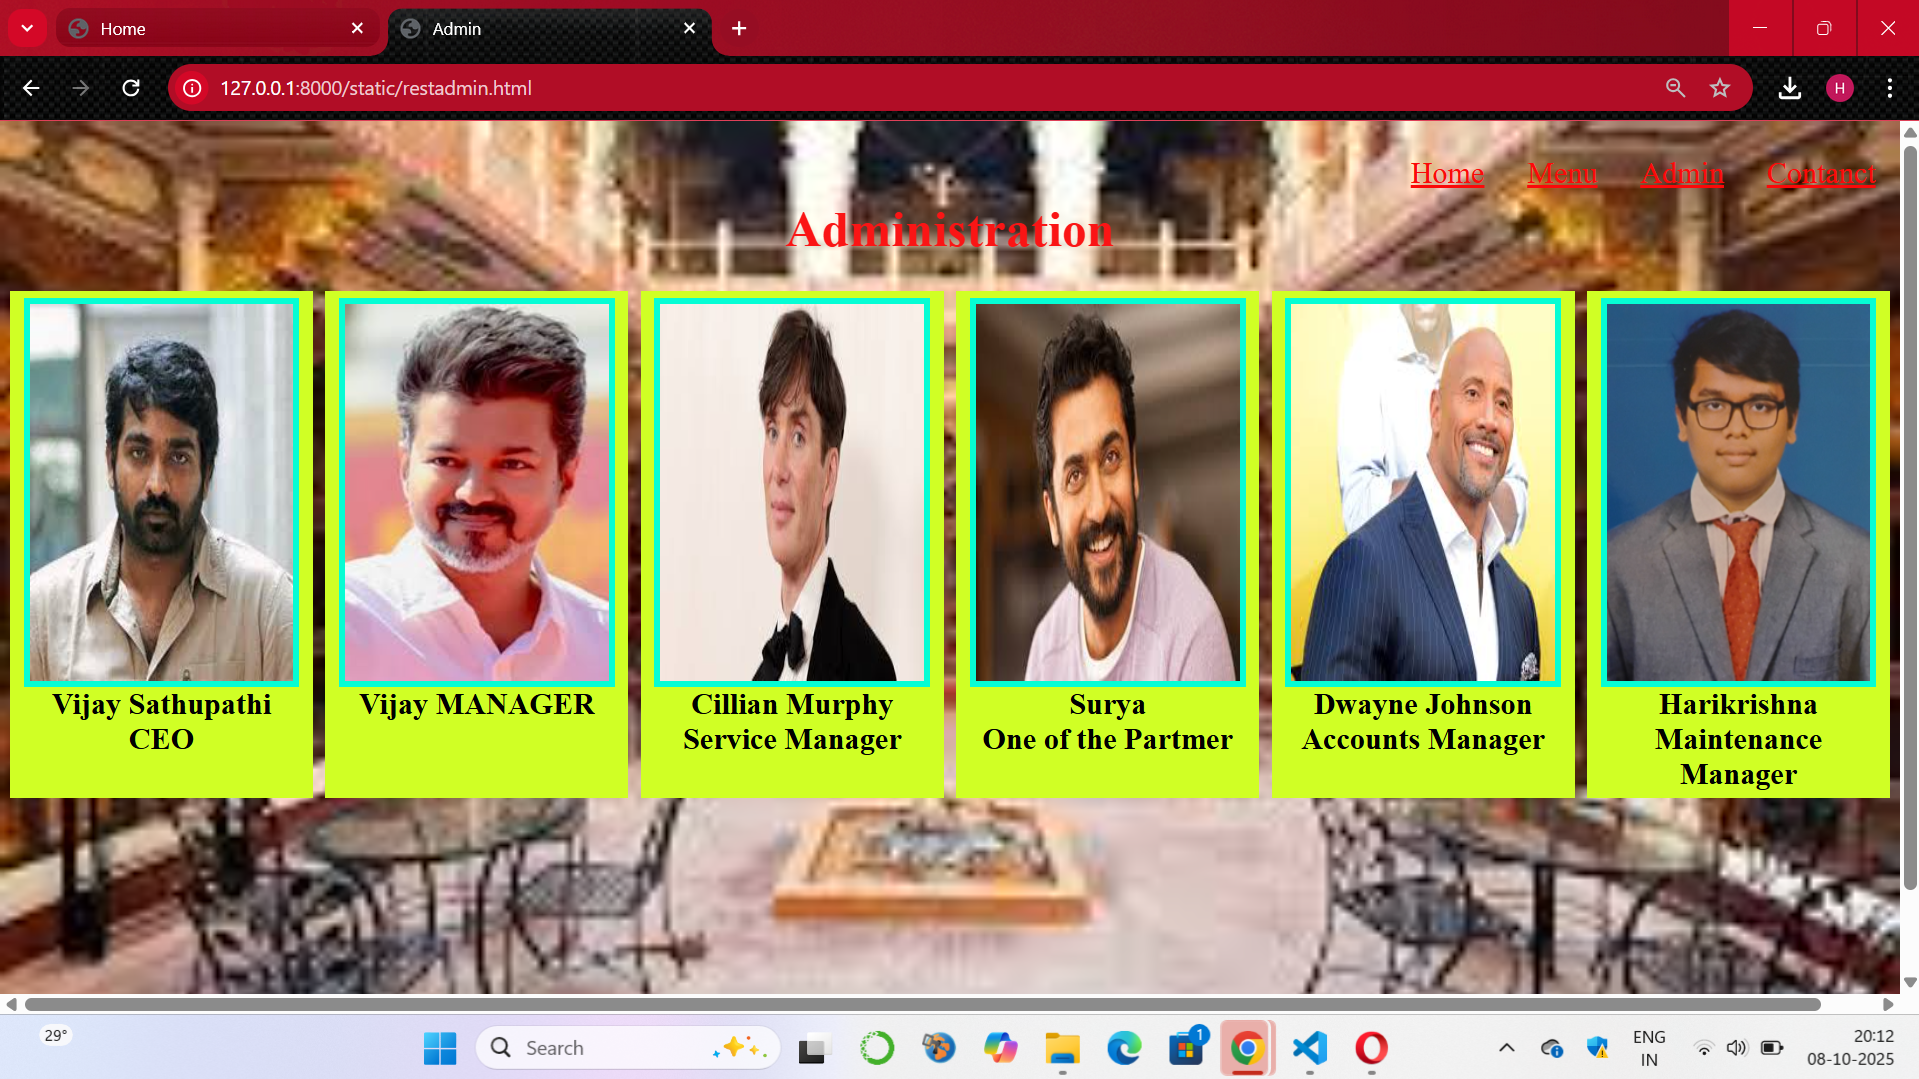 Home
Admin
127.0.0.1:8000/static/restadmin.html
H
Home Menu Admin Contanct
Administration
Vijay Sathupathi
CEO
Vijay MANAGER
Cillian Murphy
Service Manager
Surya
One of the Partmer
Dwayne Johnson
Accounts Manager
Harikrishna
Maintenance
Manager
29°
Search
1
ENG
IN
20:12
08-10-2025